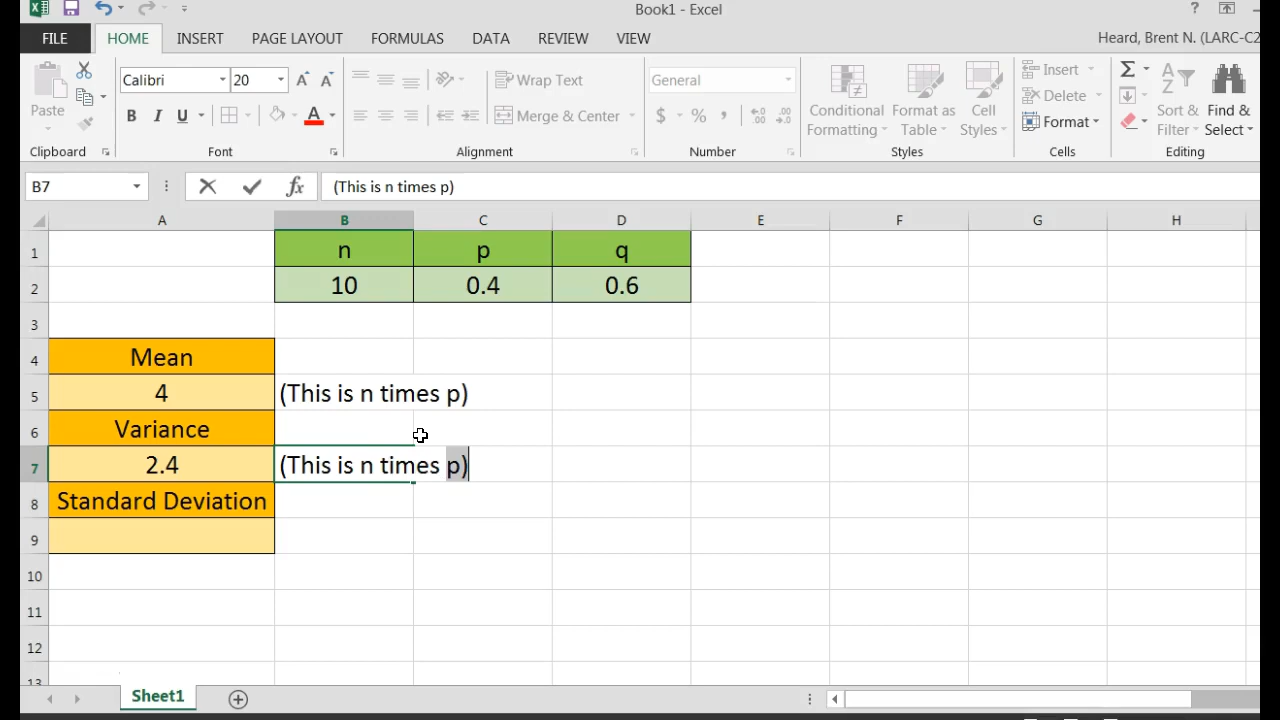 Book1 - Excel
?
FILE HOME INSERT PAGE LAYOUT FORMULAS DATA REVIEW VIEW Heard, Brent N. (LARC-C2
Paste
Calibri 20
B I U A
Wrap Text
Merge & Center
General
$ % ,
Conditional Formatting
Format as Table
Cell Styles
Insert
Delete
Format
Σ
Sort & Filter
Find & Select
Clipboard Font Alignment Number Styles Cells Editing
B7 fx (This is n times p)
A B C D E F G H
1 n p q
2 10 0.4 0.6
3
4 Mean
5 4 (This is n times p)
6 Variance
7 2.4 (This is n times p)
8 Standard Deviation
9
10
11
12
13
Sheet1